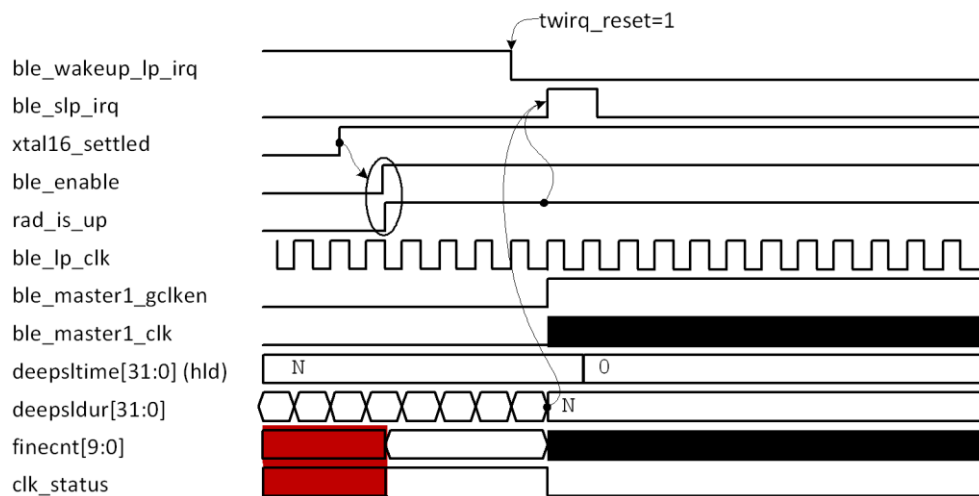 twirq_reset=1
ble_wakeup_lp_irq
ble_slp_irq
xtal16_settled
ble_enable
rad_is_up
ble_lp_clk
ble_master1_gclken
ble_master1_clk
deepsltime[31:0] (hld) N 0
deepsldur[31:0] N
finecnt[9:0]
clk_status